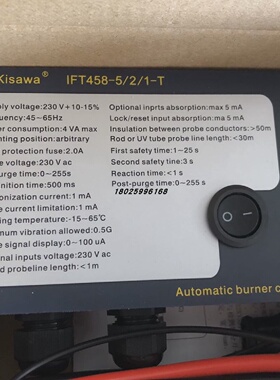 Kisawa® IFT458-5/2/1-T
ply voltage:230 V+10-15%
quency:45~65Hz
er consumption:4 VA max
nting position:arbitrary
protection fuse:2.0A
e voltage:230 V ac
Purge time:0~255s
nition time:500 ms
onization current:1 mA
e current limitation:1 mA
ting temperature:-15~65℃
mum vibration allowed:0.5G
e signal display:0~100 uA
onal inputs voltage:230 V ac
d probeline length:<1m
Optional inprts absorption:max 5 mA
Lock/reset input absorption:ma 5 mA
Insulation between probe conductors:>50m
Rod or UV tube probe line length:<30m
First safety time:1~25 s
Second safety time:3s
Reaction time:<1 s
Post-purge time:0~255 s
18025996168
Automatic burner c